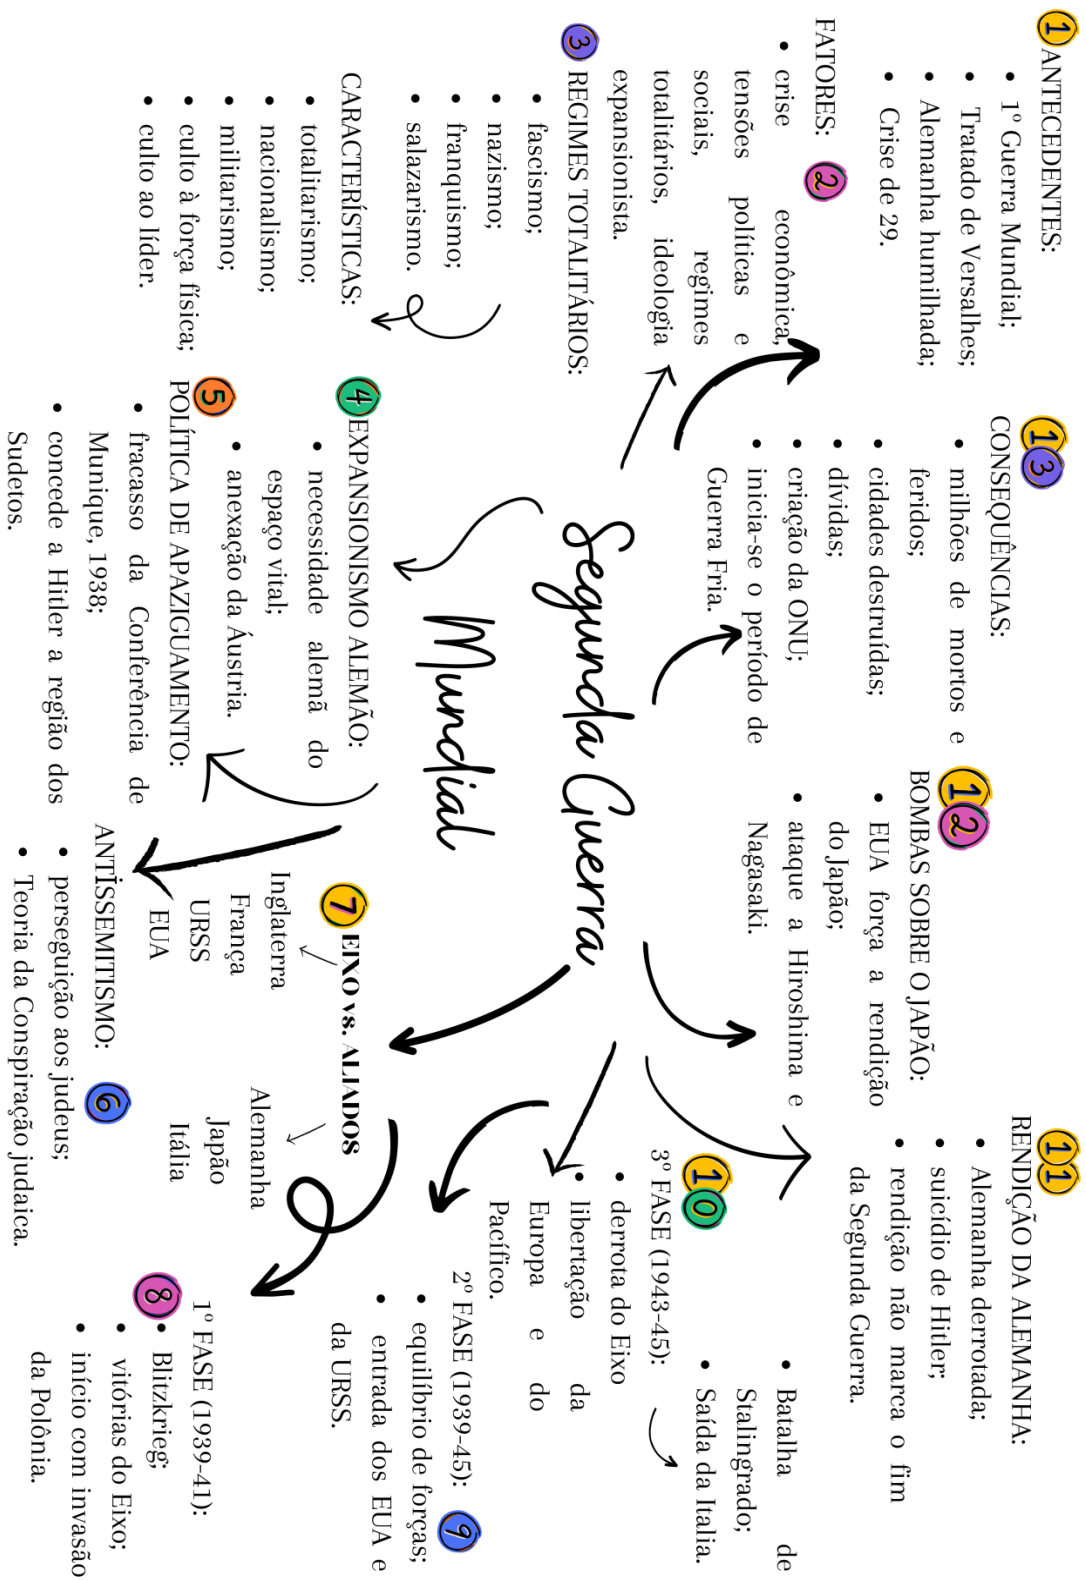 1
ANTECEDENTES:
1º Guerra Mundial;
Tratado de Versalhes;
Alemanha humilhada;
Crise de 29.
FATORES:
2
crise econômica,
tensões políticas e
sociais, regimes
totalitários, ideologia
expansionista.
3
REGIMES TOTALITÁRIOS:
fascismo;
nazismo;
franquismo;
salazarismo.
CARACTERÍSTICAS:
totalitarismo;
nacionalismo;
militarismo;
culto à força física;
culto ao líder.
Segunda Guerra
Mundial
4
EXPANSIONISMO ALEMÃO:
necessidade alemã do
espaço vital;
anexação da Áustria.
5
POLÍTICA DE APAZIGUAMENTO:
fracasso da Conferência de
Munique, 1938;
concede a Hitler a região dos
Sudetos.
ANTISSEMITISMO:
6
perseguição aos judeus;
Teoria da Conspiração judaica.
7
EIXO vs. ALIADOS
Inglaterra
França
URSS
EUA
Alemanha
Japão
Itália
1º FASE (1939-41):
8
Blitzkrieg;
vitórias do Eixo;
início com invasão
da Polônia.
2º FASE (1939-45):
9
equilíbrio de forças;
entrada dos EUA e
da URSS.
10
3º FASE (1943-45):
derrota do Eixo
libertação da
Europa e do
Pacífico.
Batalha de
Stalingrado;
Saída da Italia.
11
RENDIÇÃO DA ALEMANHA:
Alemanha derrotada;
suicídio de Hitler;
rendição não marca o fim
da Segunda Guerra.
12
BOMBAS SOBRE O JAPÃO:
EUA força a rendição
do Japão;
ataque a Hiroshima e
Nagasaki.
13
CONSEQUÊNCIAS:
milhões de mortos e
feridos;
cidades destruídas;
dívidas;
criação da ONU;
inicia-se o período de
Guerra Fria.